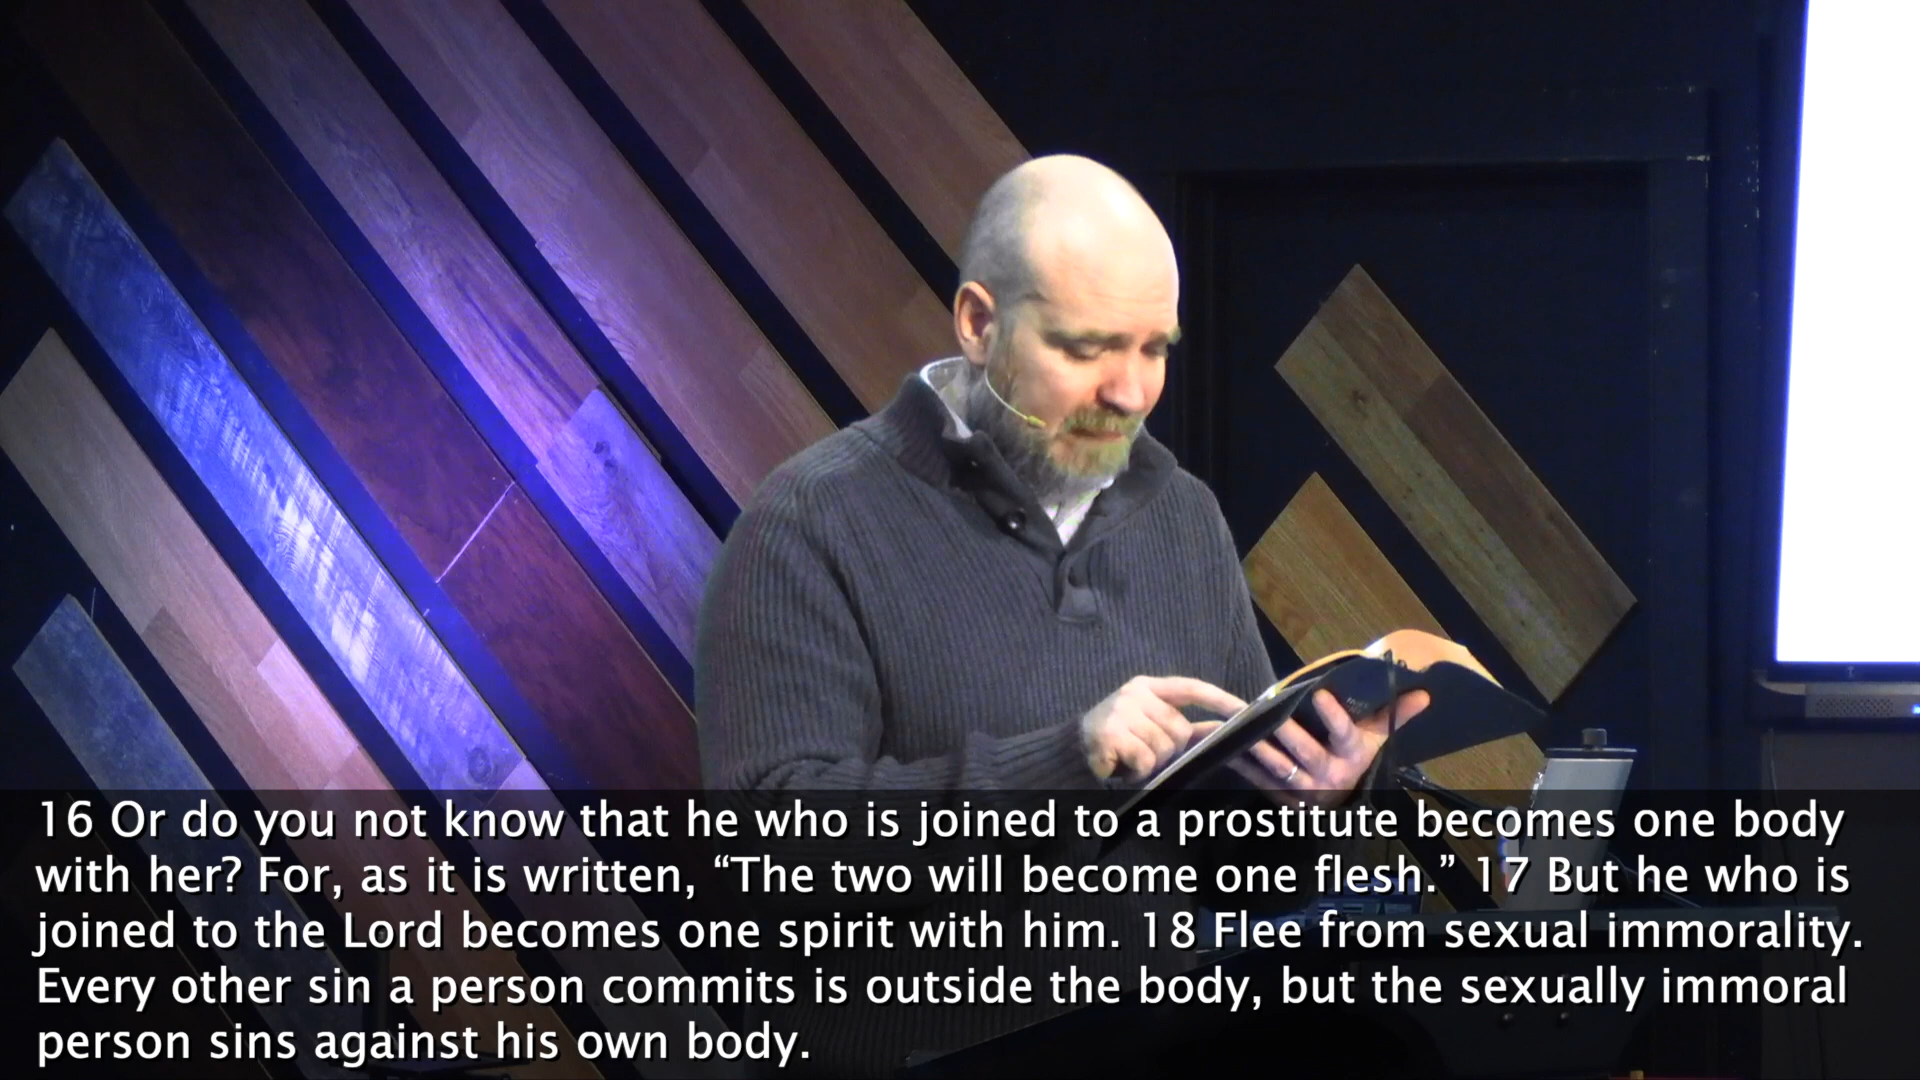 16 Or do you not know that he who is joined to a prostitute becomes one body
with her? For, as it is written, “The two will become one flesh.” 17 But he who is
joined to the Lord becomes one spirit with him. 18 Flee from sexual immorality.
Every other sin a person commits is outside the body, but the sexually immoral
person sins against his own body.